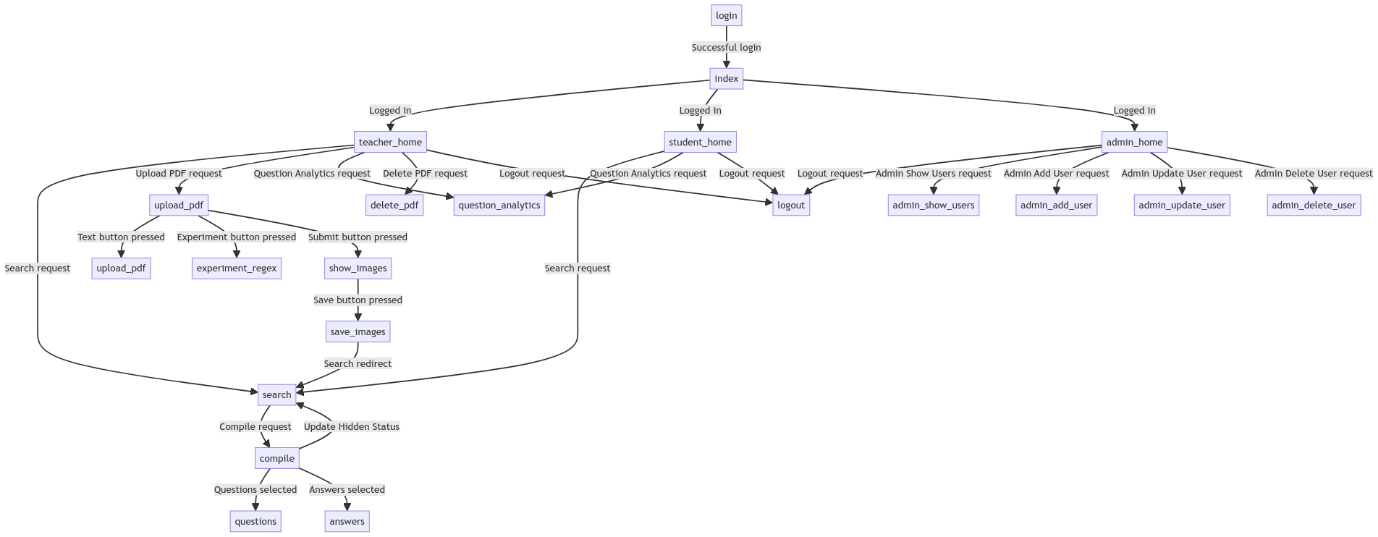 login
Successful login
index
Logged In
Logged In
Logged In
teacher_home
student_home
admin_home
Upload PDF request
Question Analytics request
Delete PDF request
Logout request
Question Analytics request
Logout request
Logout request
Admin Show Users request
Admin Add User request
Admin Update User request
Admin Delete User request
upload_pdf
delete_pdf
question_analytics
logout
admin_show_users
admin_add_user
admin_update_user
admin_delete_user
Text button pressed
Experiment button pressed
Submit button pressed
Search request
upload_pdf
experiment_regex
show_images
Search request
Save button pressed
save_images
Search redirect
search
Compile request
Update Hidden Status
compile
Questions selected
Answers selected
questions
answers